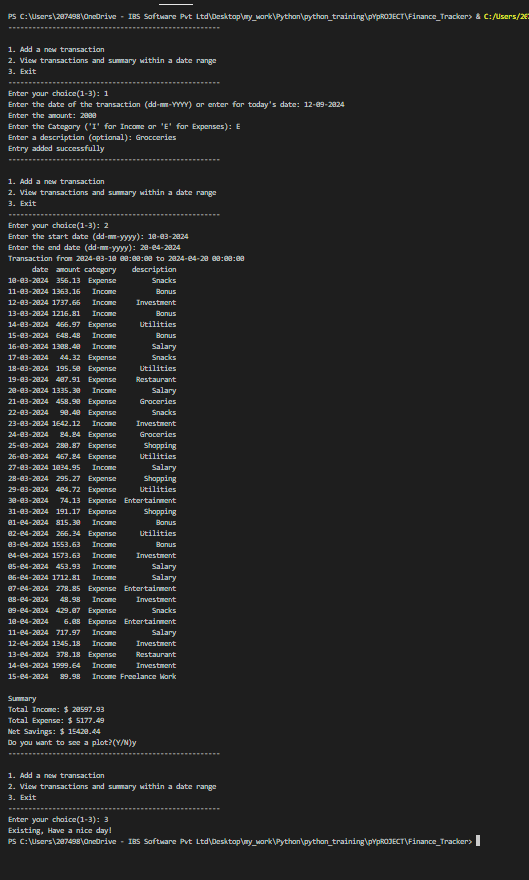 PS C:\Users\207498\OneDrive - IBS Software Pvt Ltd\Desktop\my_work\Python\python_training\pYpROJECT\Finance_Tracker> & C:/Users/207
--------------------------------------------------
1. Add a new transaction
2. View transactions and summary within a date range
3. Exit
--------------------------------------------------
Enter your choice(1-3): 1
Enter the date of the transaction (dd-mm-YYYY) or enter for today's date: 12-09-2024
Enter the amount: 2000
Enter the Category ('I' for Income or 'E' for Expenses): E
Enter a description (optional): Grocceries
Entry added successfully
--------------------------------------------------
1. Add a new transaction
2. View transactions and summary within a date range
3. Exit
--------------------------------------------------
Enter your choice(1-3): 2
Enter the start date (dd-mm-yyyy): 10-03-2024
Enter the end date (dd-mm-yyyy): 20-04-2024
Transaction from 2024-03-10 00:00:00 to 2024-04-20 00:00:00
date amount category description
10-03-2024 356.13 Expense Snacks
11-03-2024 1363.16 Income Bonus
12-03-2024 1737.66 Income Investment
13-03-2024 1216.81 Income Bonus
14-03-2024 466.97 Expense Utilities
15-03-2024 648.48 Income Bonus
16-03-2024 1308.40 Income Salary
17-03-2024 44.32 Expense Snacks
18-03-2024 195.50 Expense Utilities
19-03-2024 407.91 Expense Restaurant
20-03-2024 1335.30 Income Salary
21-03-2024 458.90 Expense Groceries
22-03-2024 90.40 Expense Snacks
23-03-2024 1642.12 Income Investment
24-03-2024 84.84 Expense Groceries
25-03-2024 280.87 Expense Shopping
26-03-2024 467.84 Expense Utilities
27-03-2024 1034.95 Income Salary
28-03-2024 295.27 Expense Shopping
29-03-2024 404.72 Expense Utilities
30-03-2024 74.13 Expense Entertainment
31-03-2024 191.17 Expense Shopping
01-04-2024 815.30 Income Bonus
02-04-2024 266.34 Expense Utilities
03-04-2024 1553.63 Income Bonus
04-04-2024 1573.63 Income Investment
05-04-2024 453.93 Income Salary
06-04-2024 1712.81 Income Salary
07-04-2024 278.85 Expense Entertainment
08-04-2024 48.98 Income Investment
09-04-2024 429.07 Expense Snacks
10-04-2024 6.08 Expense Entertainment
11-04-2024 717.97 Income Salary
12-04-2024 1345.18 Income Investment
13-04-2024 378.18 Expense Restaurant
14-04-2024 1999.64 Income Investment
15-04-2024 89.98 Income Freelance Work
Summary
Total Income: $ 20597.93
Total Expense: $ 5177.49
Net Savings: $ 15420.44
Do you want to see a plot?(Y/N)y
--------------------------------------------------
1. Add a new transaction
2. View transactions and summary within a date range
3. Exit
--------------------------------------------------
Enter your choice(1-3): 3
Existing, Have a nice day!
PS C:\Users\207498\OneDrive - IBS Software Pvt Ltd\Desktop\my_work\Python\python_training\pYpROJECT\Finance_Tracker>